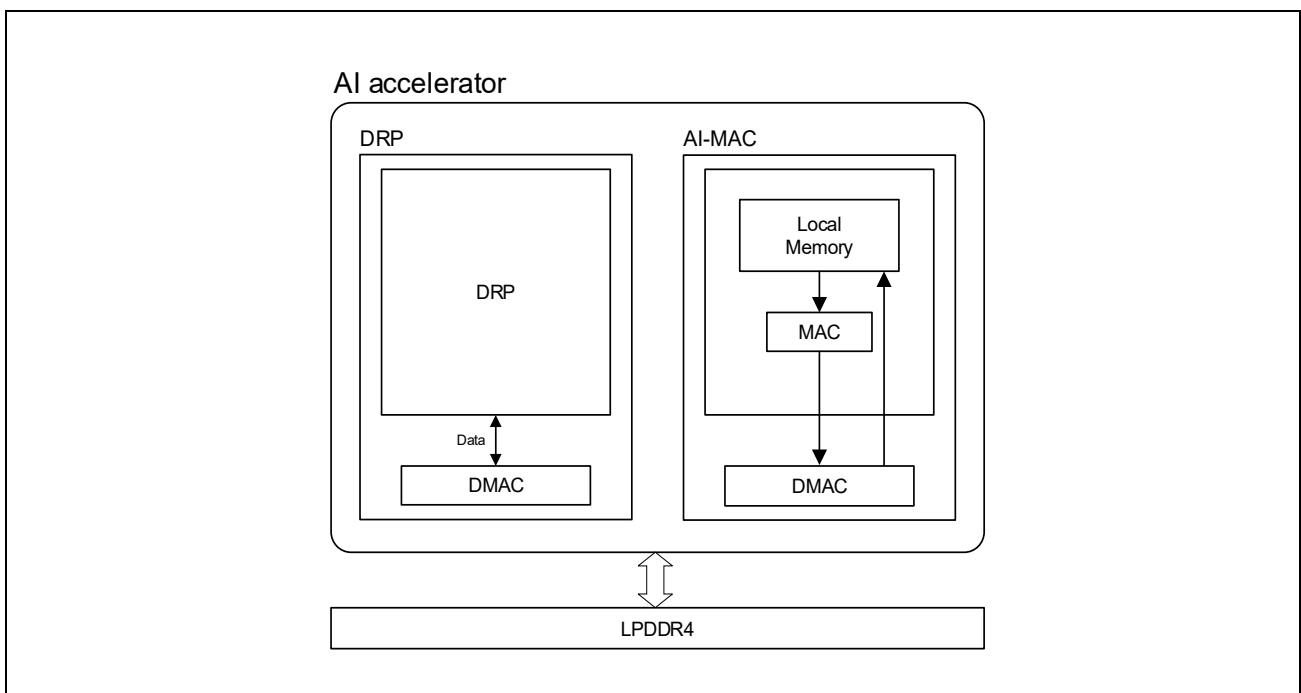 AI accelerator
DRP
DRP
Data
DMAC
AI-MAC
Local
Memory
MAC
DMAC
LPDDR4